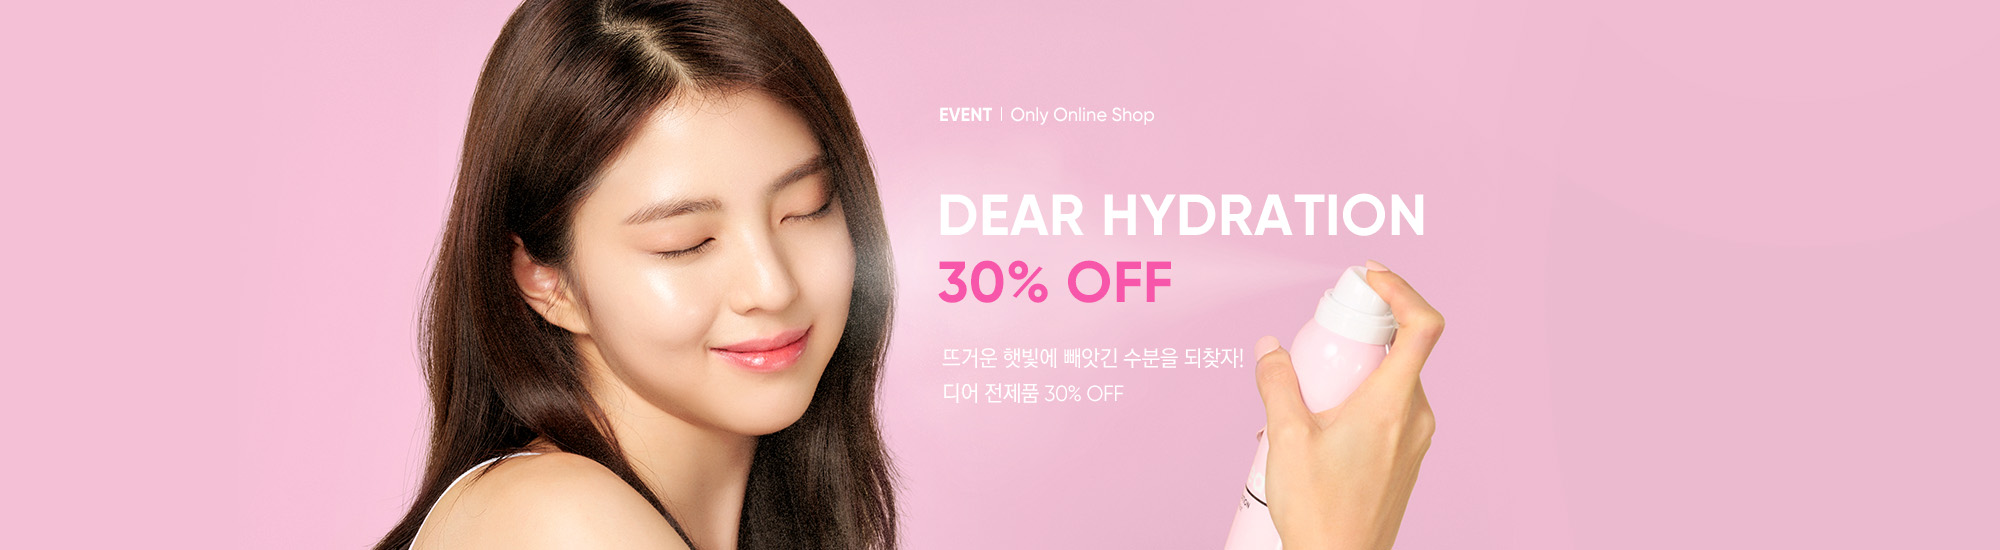 EVENT | Only Online Shop
DEAR HYDRATION
30% OFF
뜨거운 햇빛에 빼앗긴 수분을 되찾자!
디어 전제품 30% OFF